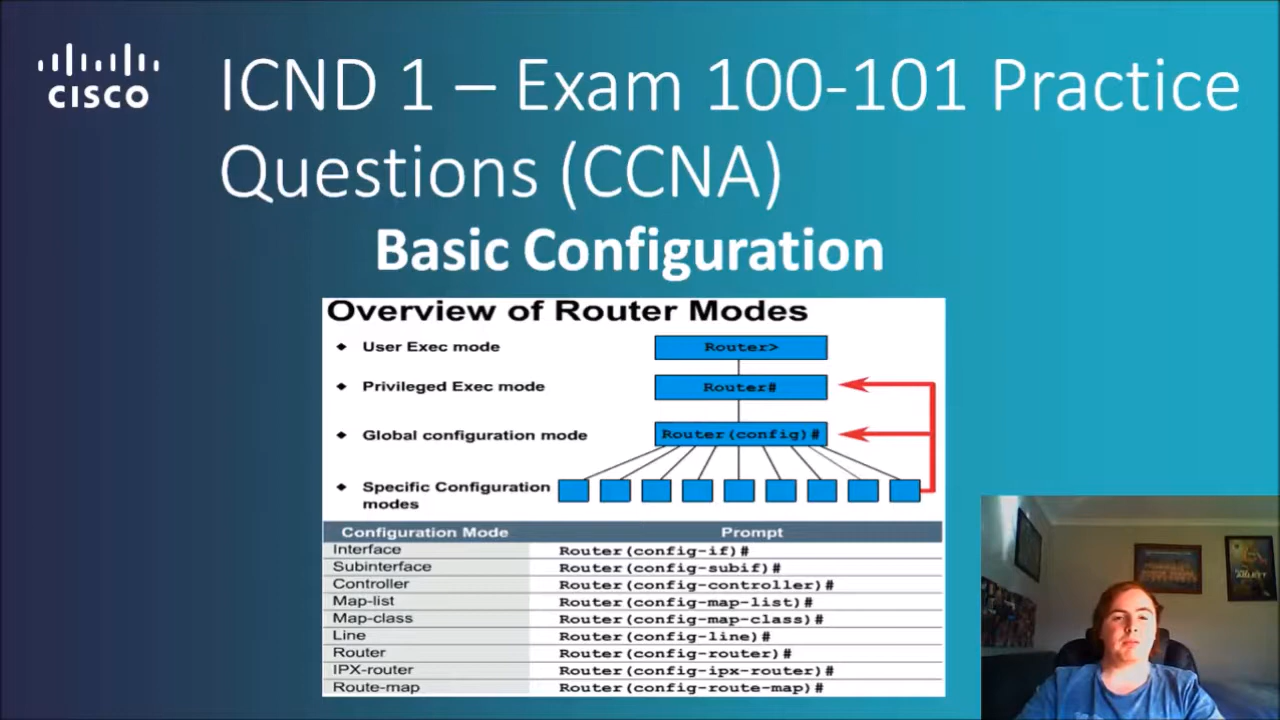 CISCO
ICND 1 – Exam 100-101 Practice
Questions (CCNA)
Basic Configuration
Overview of Router Modes
User Exec mode
Router>
Privileged Exec mode
Router#
Global configuration mode
Router(config)#
Specific Configuration
modes
Configuration Mode Prompt
Interface Router(config-if)#
Subinterface Router(config-subif)#
Controller Router(config-controller)#
Map-list Router(config-map-list)#
Map-class Router(config-map-class)#
Line Router(config-line)#
Router Router(config-router)#
IPX-router Router(config-ipx-router)#
Route-map Router(config-route-map)#